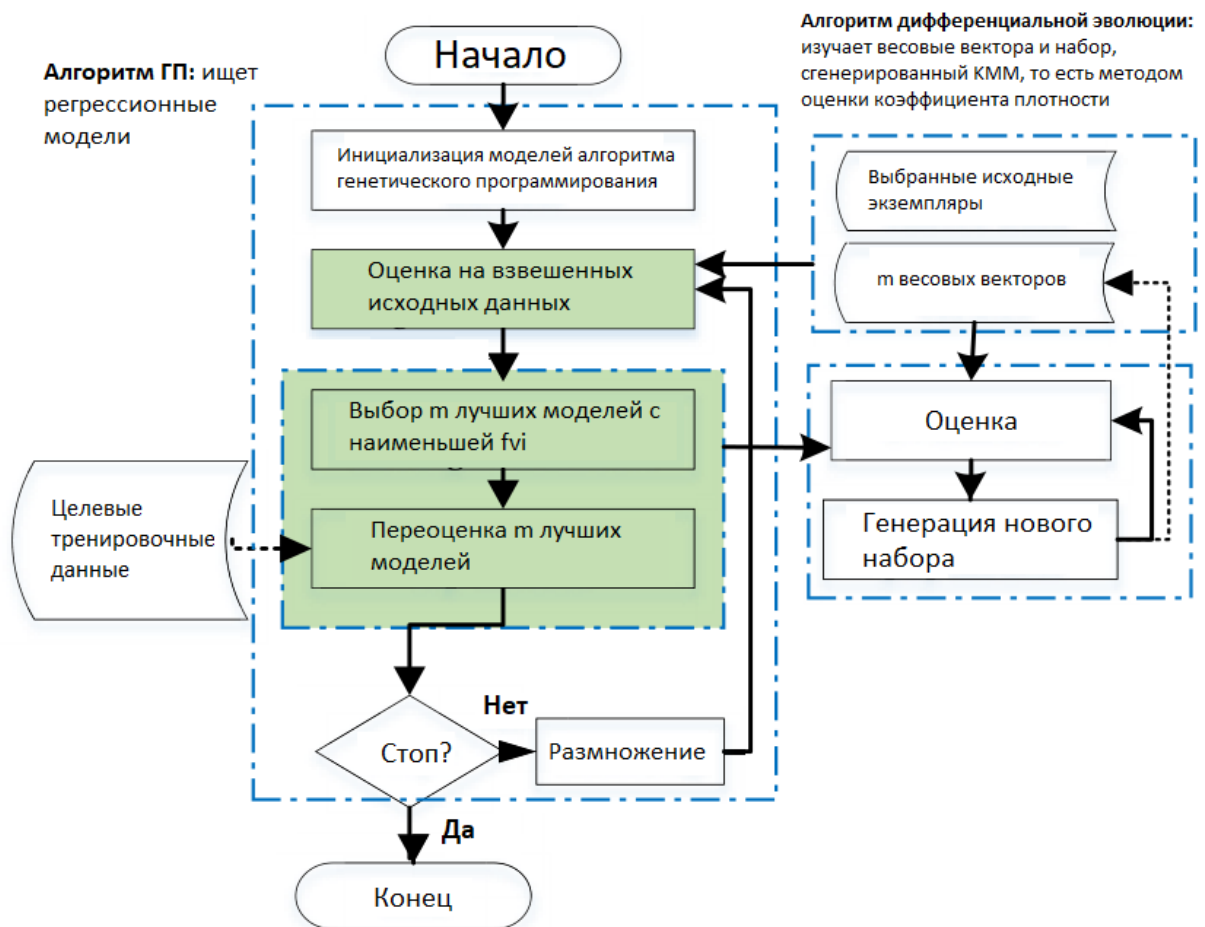 Начало
Алгоритм ГП: ищет
регрессионные
модели
Алгоритм дифференциальной эволюции:
изучает весовые вектора и набор,
сгенерированный КММ, то есть методом
оценки коэффициента плотности
Инициализация моделей алгоритма
генетического программирования
Выбранные исходные
экземпляры
Оценка на взвешенных
исходных данных
m весовых векторов
Выбор m лучших моделей с
наименьшей fvi
Оценка
Целевые
тренировочные
данные
Переоценка m лучших
моделей
Генерация нового
набора
Нет
Стоп?
Размножение
Да
Конец